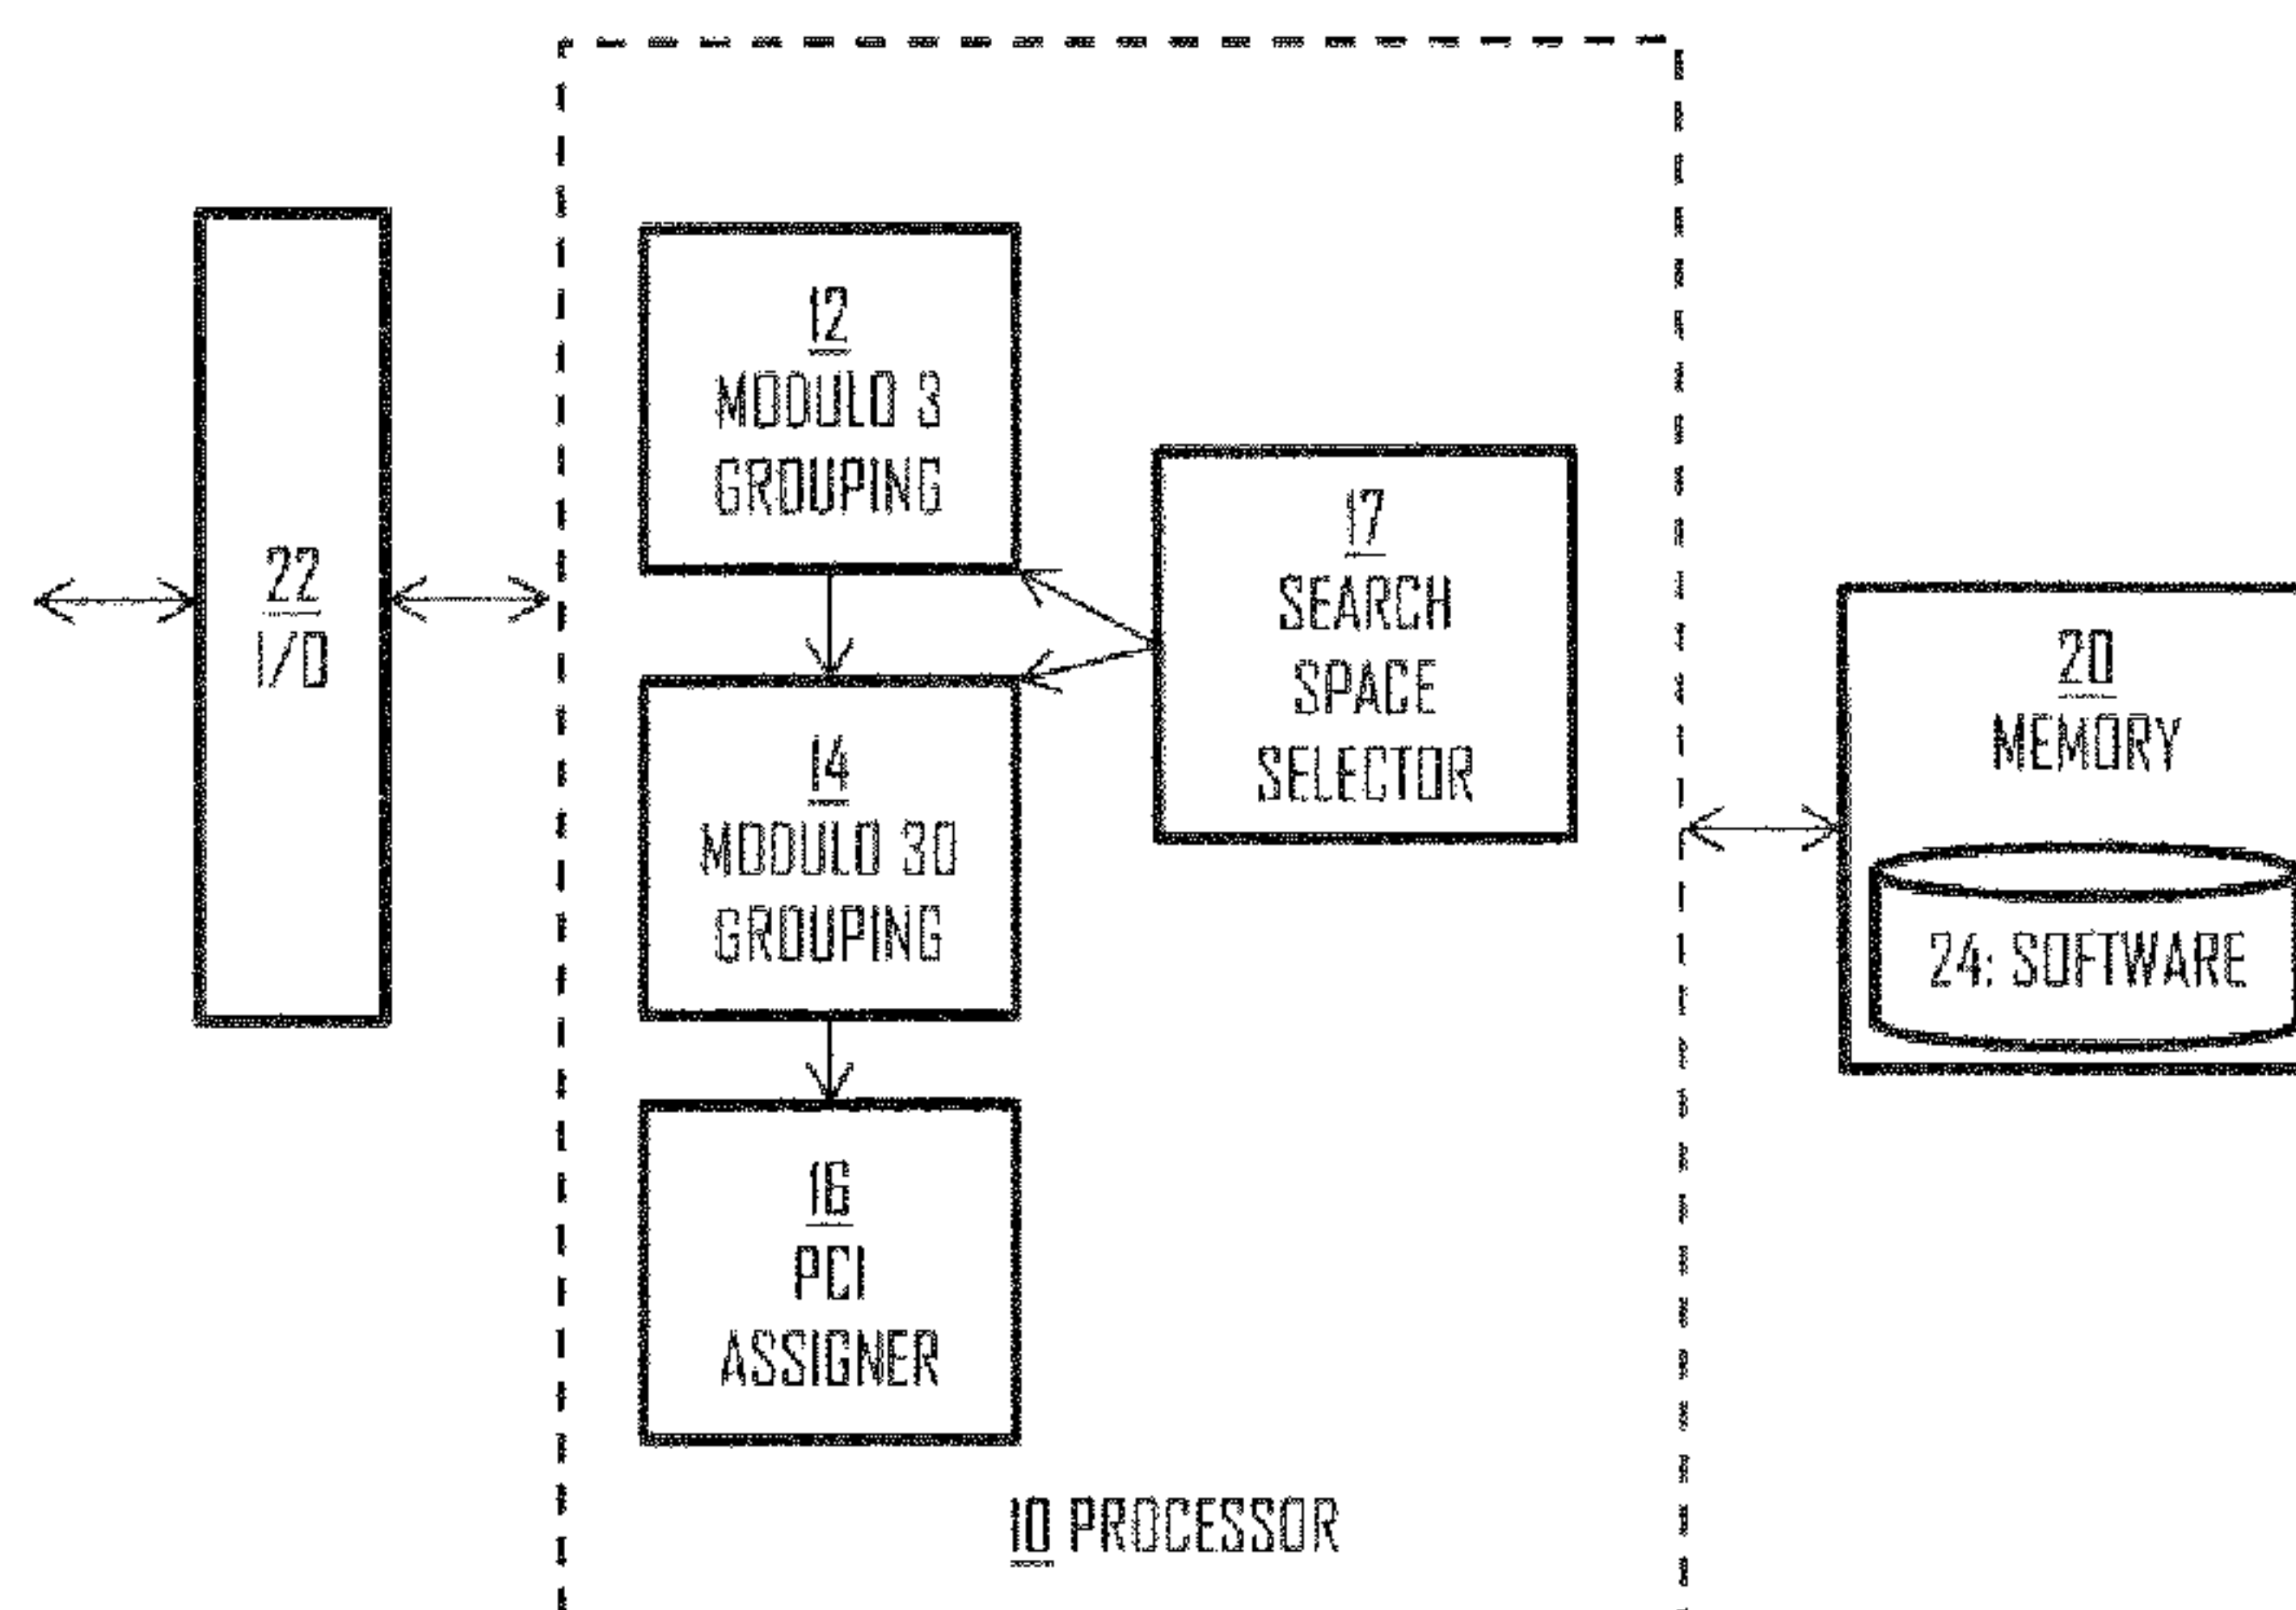 12
MODULO 3
GROUPING
22
I/O
17
SEARCH
SPACE
SELECTOR
20
MEMORY
14
MODULO 30
GROUPING
24: SOFTWARE
16
PCI
ASSIGNER
10 PROCESSOR